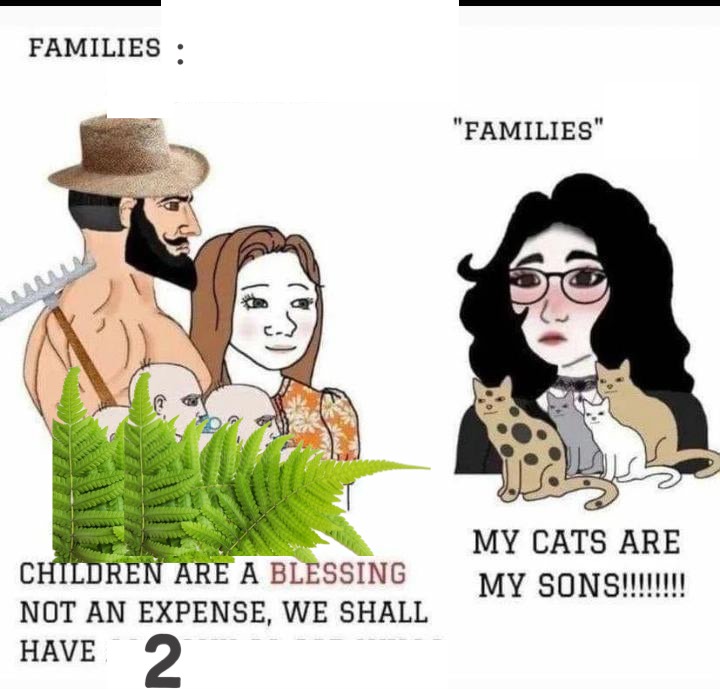 FAMILIES :
"FAMILIES"
CHILDREN ARE A BLESSING
NOT AN EXPENSE, WE SHALL
HAVE 2
MY CATS ARE
MY SONS!!!!!!!!